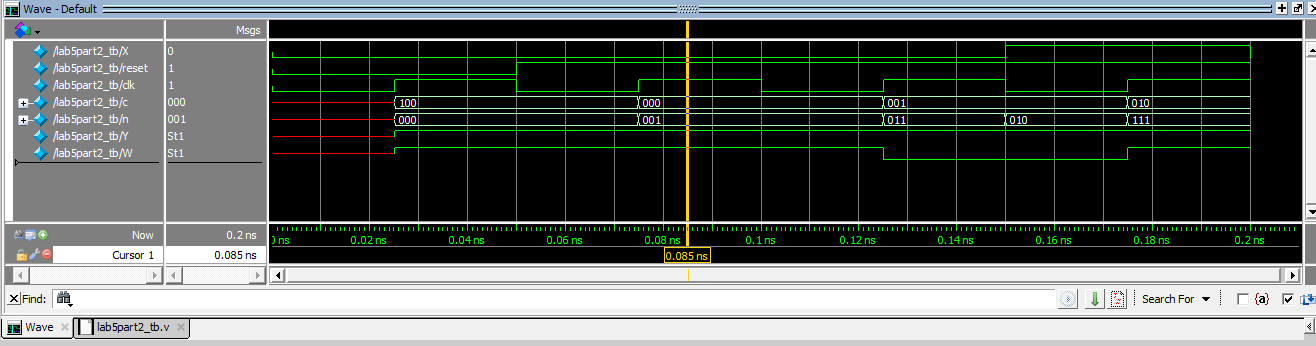 Wave - Default
Msgs
/lab5part2_tb/X 0
/lab5part2_tb/reset 1
/lab5part2_tb/clk 1
/lab5part2_tb/c 000 100 000 001 010
/lab5part2_tb/n 001 000 001 011 010 111
/lab5part2_tb/Y St1
/lab5part2_tb/W St1
Now 0.2 ns ns 0.02 ns 0.04 ns 0.06 ns 0.08 ns 0.1 ns 0.12 ns 0.14 ns 0.16 ns 0.18 ns 0.2 ns
Cursor 1 0.085 ns 0.085 ns
Find: Search For {a}
Wave lab5part2_tb.v